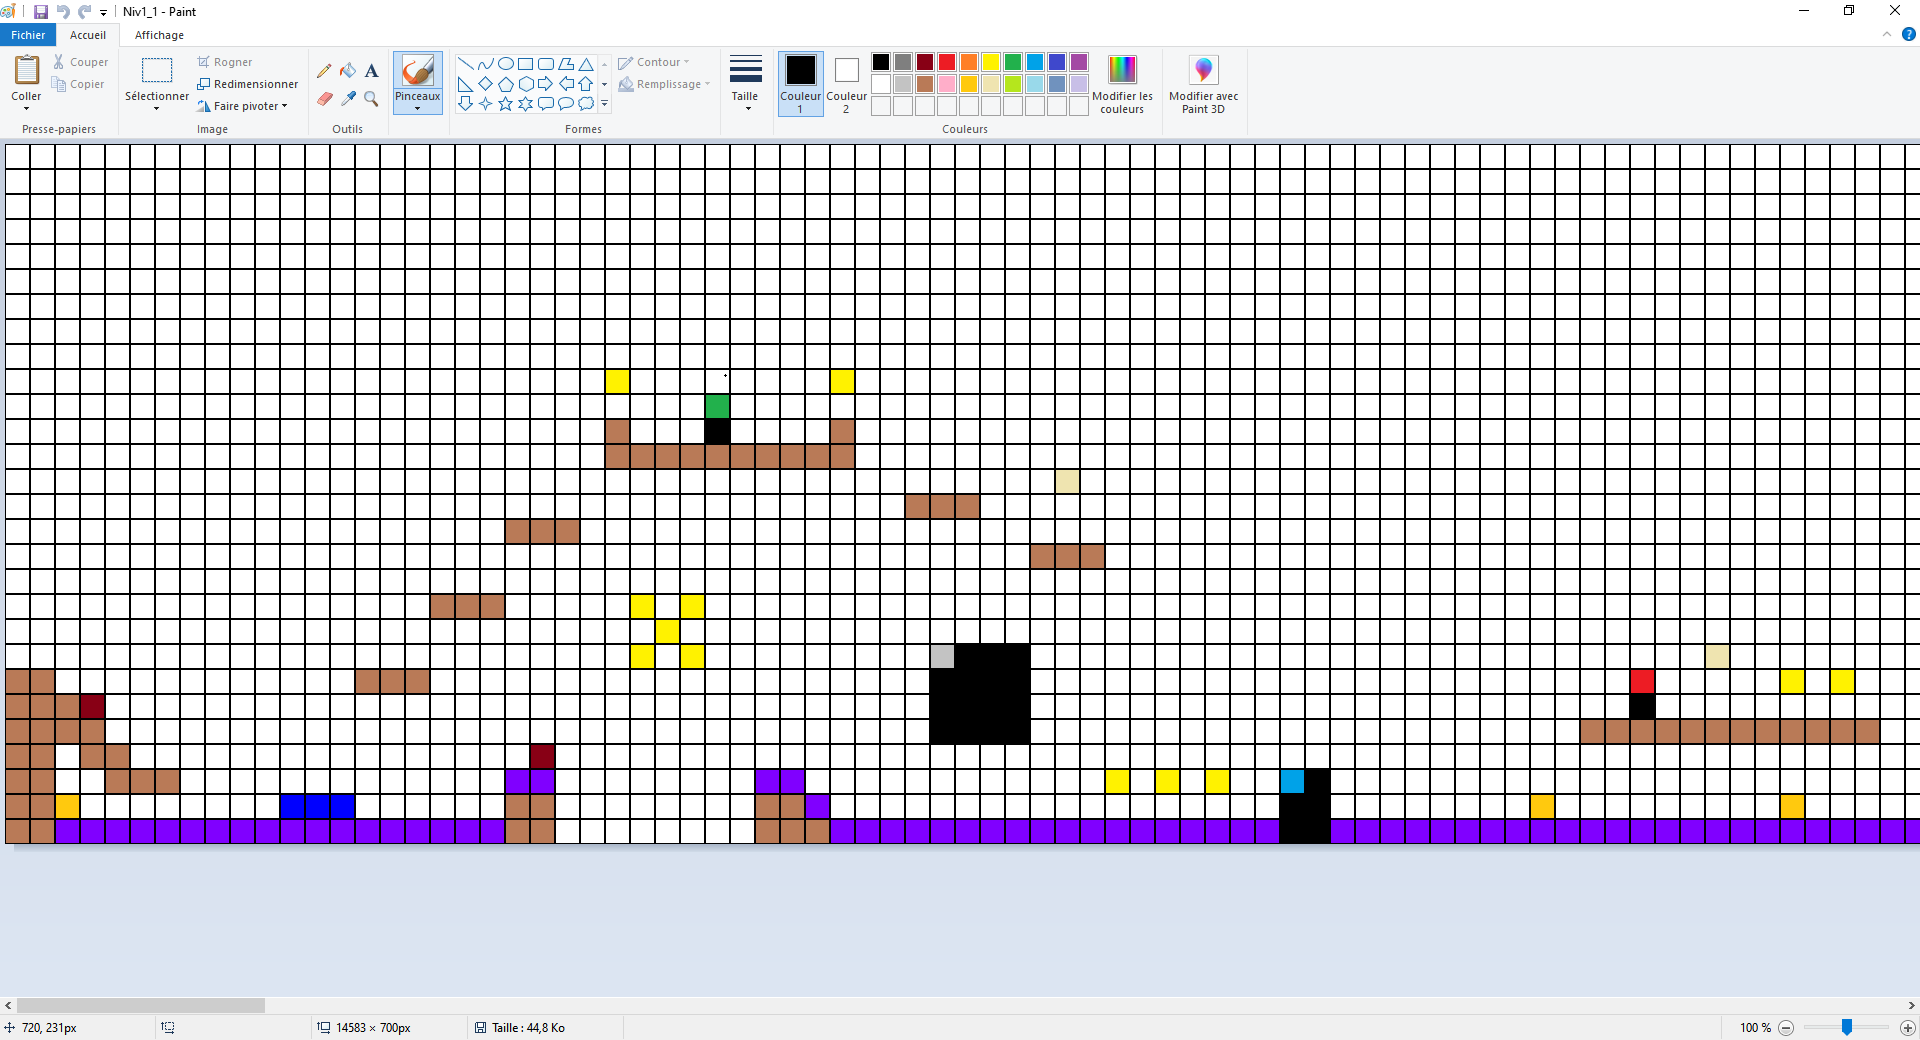 Niv1_1 - Paint
Fichier
Accueil
Affichage
Coller
Couper
Copier
Presse-papiers
Sélectionner
Rogner
Redimensionner
Faire pivoter
Image
A
Outils
Pinceaux
Contour
Remplissage
Formes
Taille
Couleur 1
Couleur 2
Modifier les couleurs
Couleurs
Modifier avec Paint 3D
720, 231px
14583 × 700px
Taille : 44,8 Ko
100 %